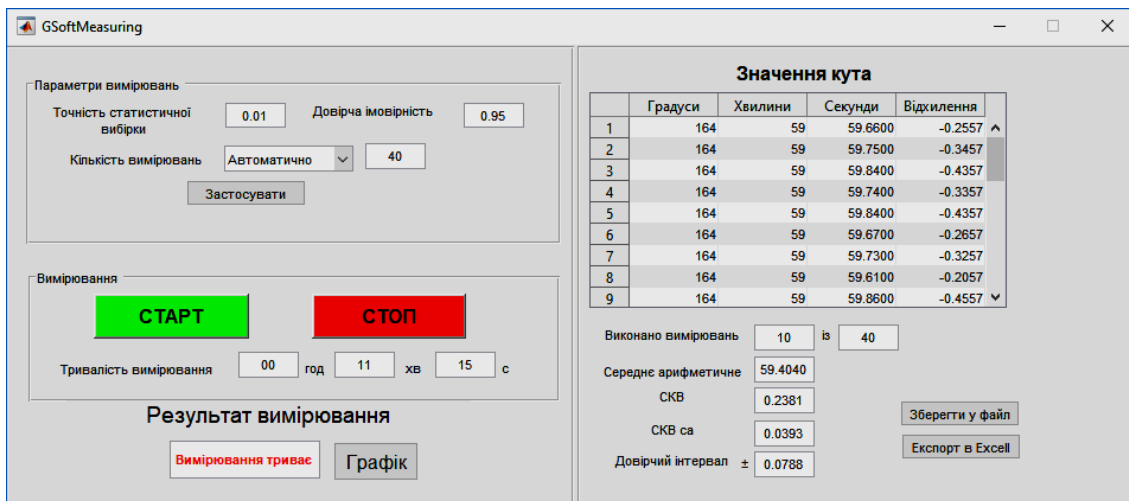 GSoftMeasuring
Параметри вимірювань
Точність статистичної вибірки 0.01 Довірча імовірність 0.95
Кількість вимірювань Автоматично 40
Застосувати
Вимірювання
СТАРТ СТОП
Тривалість вимірювання 00 год 11 хв 15 с
Результат вимірювання
Вимірювання триває Графік
Значення кута
Градуси Хвилини Секунди Відхилення
1 164 59 59.6600 -0.2557
2 164 59 59.7500 -0.3457
3 164 59 59.8400 -0.4357
4 164 59 59.7400 -0.3357
5 164 59 59.8400 -0.4357
6 164 59 59.6700 -0.2657
7 164 59 59.7300 -0.3257
8 164 59 59.6100 -0.2057
9 164 59 59.8600 -0.4557
Виконано вимірювань 10 із 40
Середнє арифметичне 59.4040
СКВ 0.2381
СКВ са 0.0393
Довірчий інтервал ± 0.0788
Зберегти у файл
Експорт в Excell